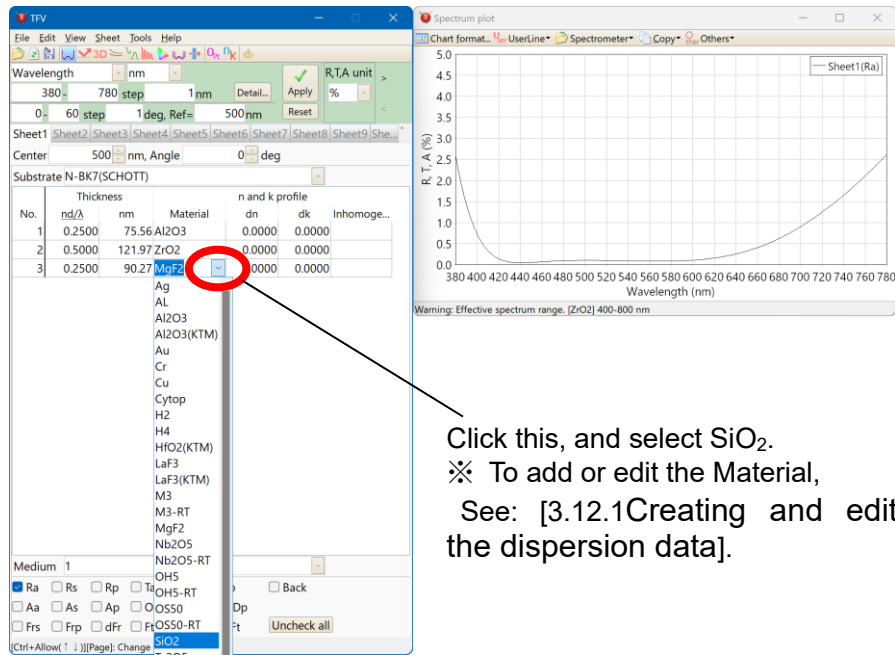 TFV
File Edit View Sheet Tools Help
3D
Wavelength nm R,T,A unit
380 - 780 step 1 nm Detail... Apply %
0 - 60 step 1 deg, Ref= 500 nm Reset
Sheet1 Sheet2 Sheet3 Sheet4 Sheet5 Sheet6 Sheet7 Sheet8 Sheet9 She...
Center 500 nm, Angle 0 deg
Substrate N-BK7(SCHOTT)
Thickness n and k profile
No. nd/λ nm Material dn dk Inhomoge...
1 0.2500 75.56 Al2O3 0.0000 0.0000
2 0.5000 121.97 ZrO2 0.0000 0.0000
3 0.2500 90.27 MgF2 0000 0.0000
Ag
AL
Al2O3
Al2O3(KTM)
Au
Cr
Cu
Cytop
H2
H4
HfO2(KTM)
LaF3
LaF3(KTM)
M3
M3-RT
MgF2
Nb2O5
Nb2O5-RT
OH5
OH5-RT
OS50
OS50-RT
SiO2
Medium 1
Ra Rs Rp Back
Aa As Ap Dp
Frs Frp dFr Uncheck all
[Ctrl+Allow(↑ ↓)][Page]: Change
Spectrum plot
Chart format... UserLine Spectrometer Copy Others
Sheet1(Ra)
R, T, A (%)
5.0
4.5
4.0
3.5
3.0
2.5
2.0
1.5
1.0
0.5
0.0
380 400 420 440 460 480 500 520 540 560 580 600 620 640 660 680 700 720 740 760 780
Wavelength (nm)
Warning: Effective spectrum range. [ZrO2] 400-800 nm
Click this, and select SiO₂.
※ To add or edit the Material,
See: [3.12.1Creating and edit
the dispersion data].